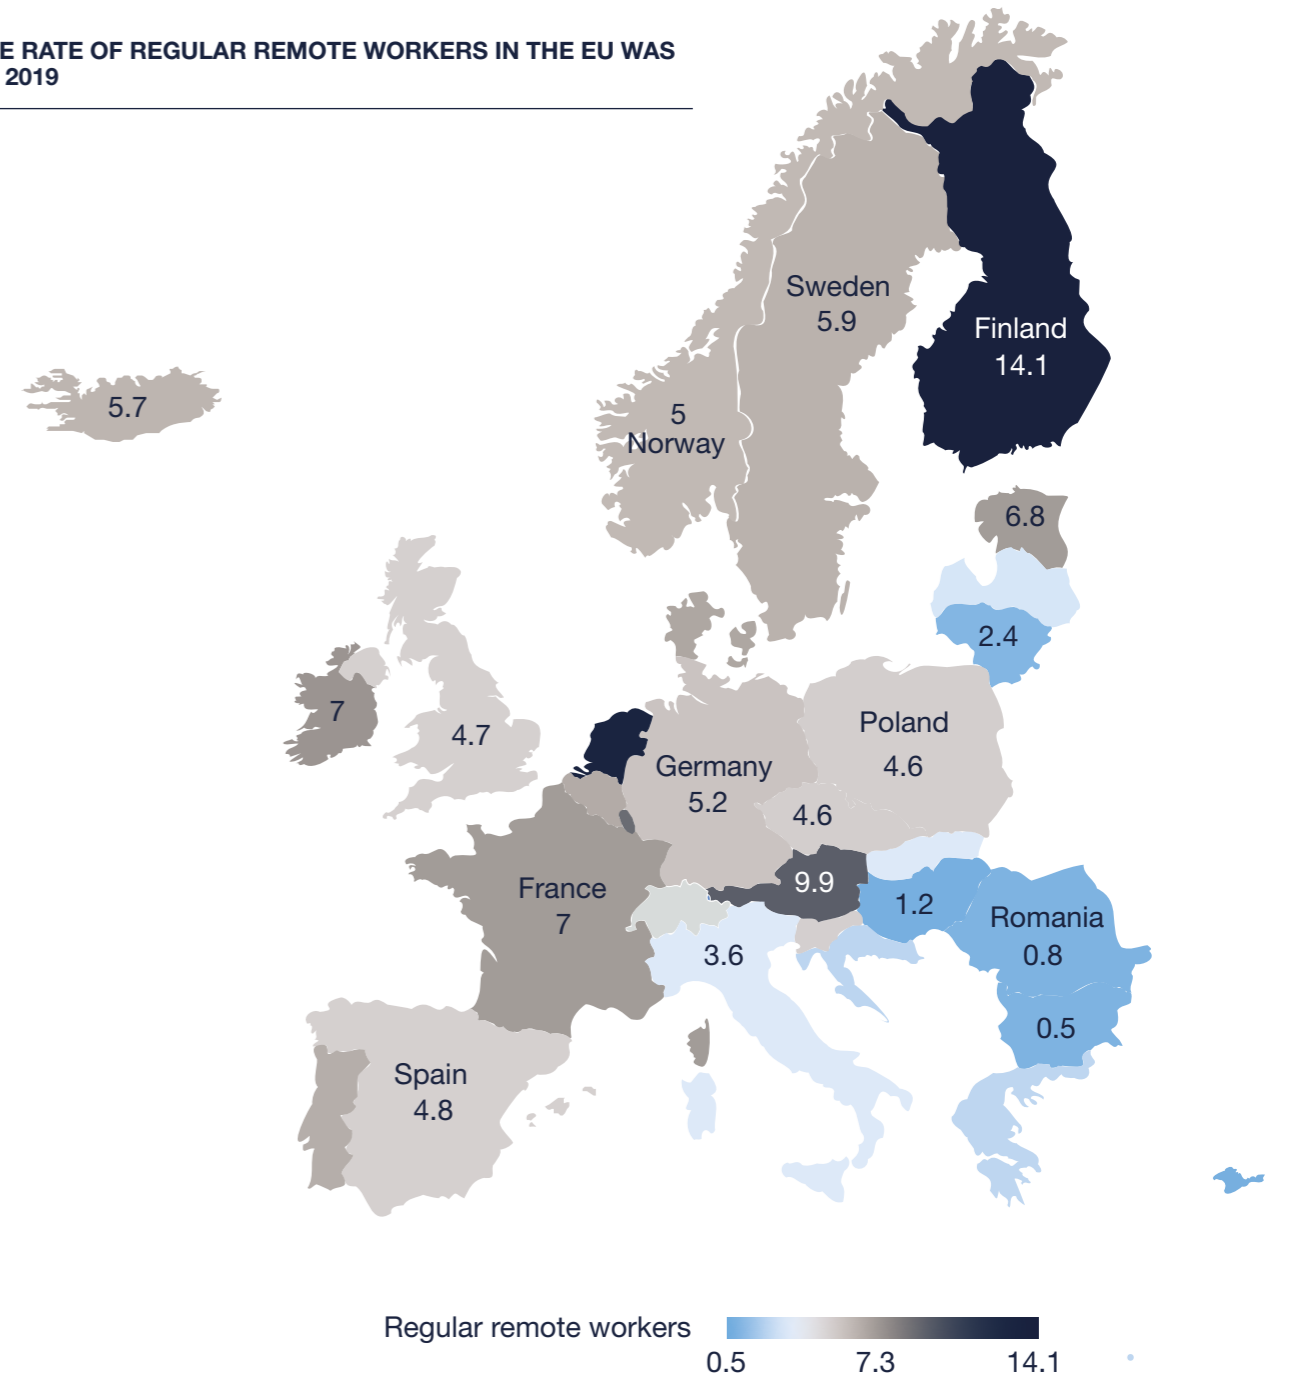 E RATE OF REGULAR REMOTE WORKERS IN THE EU WAS
2019
Sweden
5.9
Finland
14.1
5.7
5
Norway
6.8
2.4
7
4.7
Poland
4.6
Germany
5.2
4.6
France
7
9.9
1.2
Romania
0.8
3.6
0.5
Spain
4.8
Regular remote workers
0.5 7.3 14.1